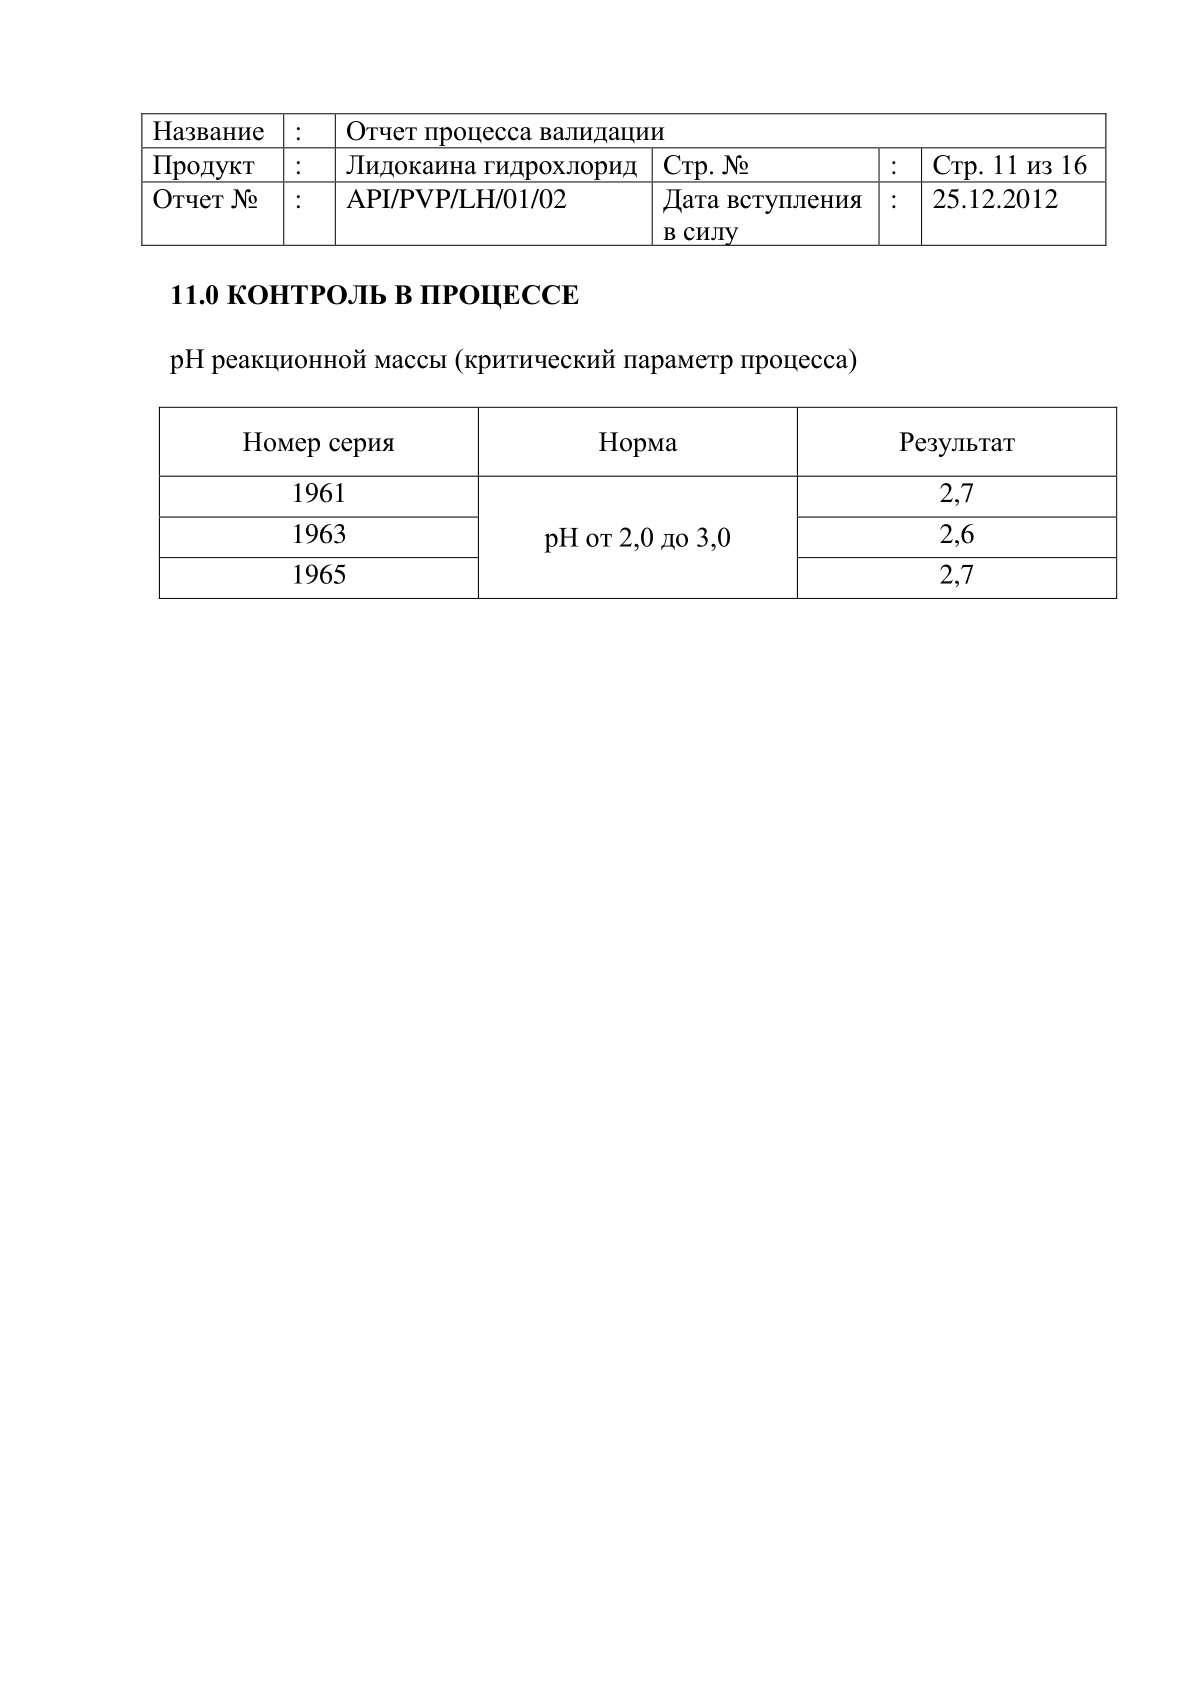 Название : Отчет процесса валидации
Продукт : Лидокаина гидрохлорид Стр. № : Стр. 11 из 16
Отчет № : API/PVP/LH/01/02 Дата вступления : 25.12.2012
в силу
11.0 КОНТРОЛЬ В ПРОЦЕССЕ
pH реакционной массы (критический параметр процесса)
Номер серия Норма Результат
1961 2,7
1963 pH от 2,0 до 3,0 2,6
1965 2,7